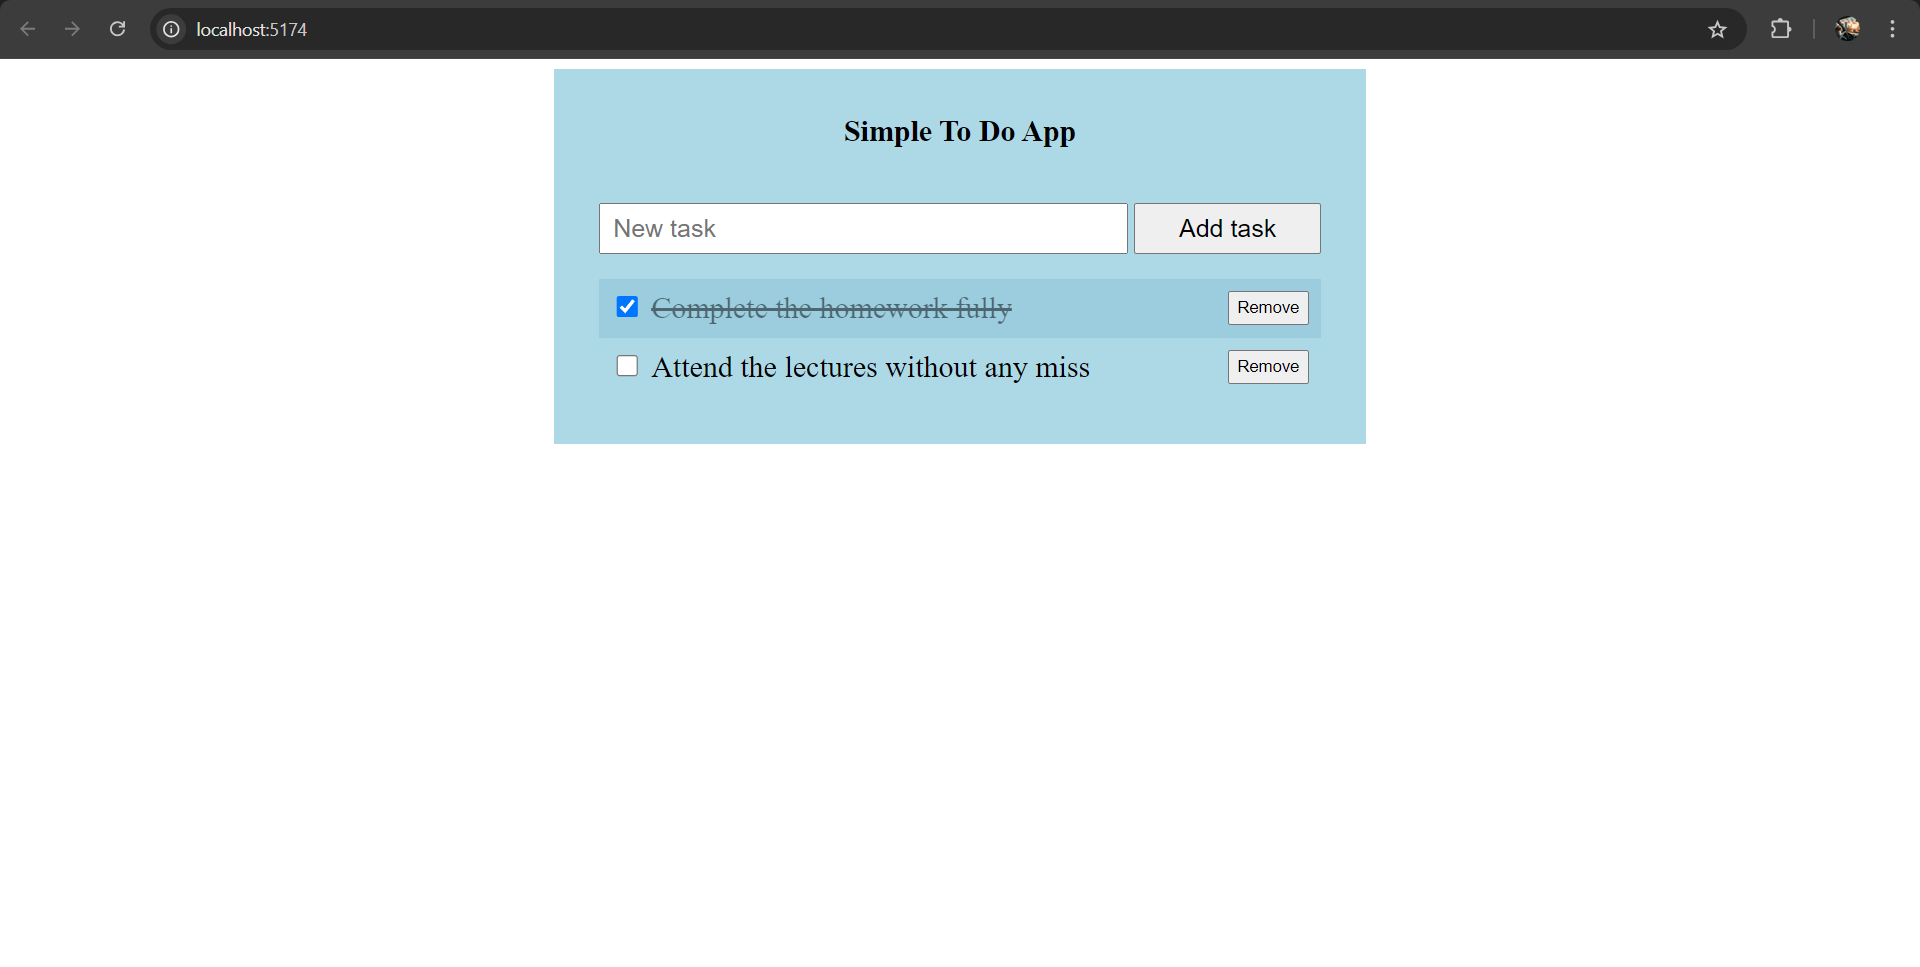 localhost:5174
Simple To Do App
New task Add task
Complete the homework fully Remove
Attend the lectures without any miss Remove